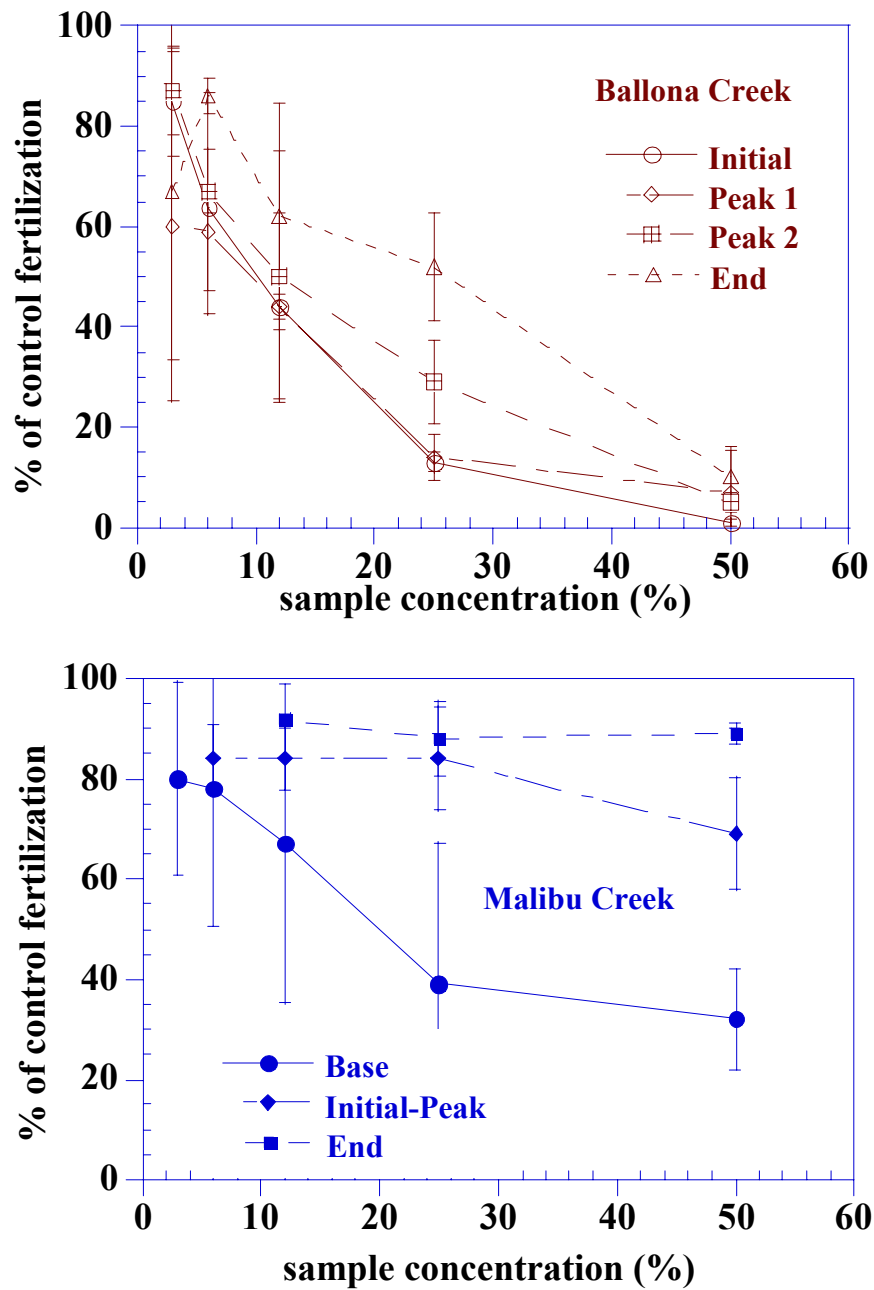 100
80
60
40
20
0
% of control fertilization
Ballona Creek
Initial
Peak 1
Peak 2
End
0 10 20 30 40 50 60
sample concentration (%)
100
80
60
40
20
0
% of control fertilization
Malibu Creek
Base
Initial-Peak
End
0 10 20 30 40 50 60
sample concentration (%)